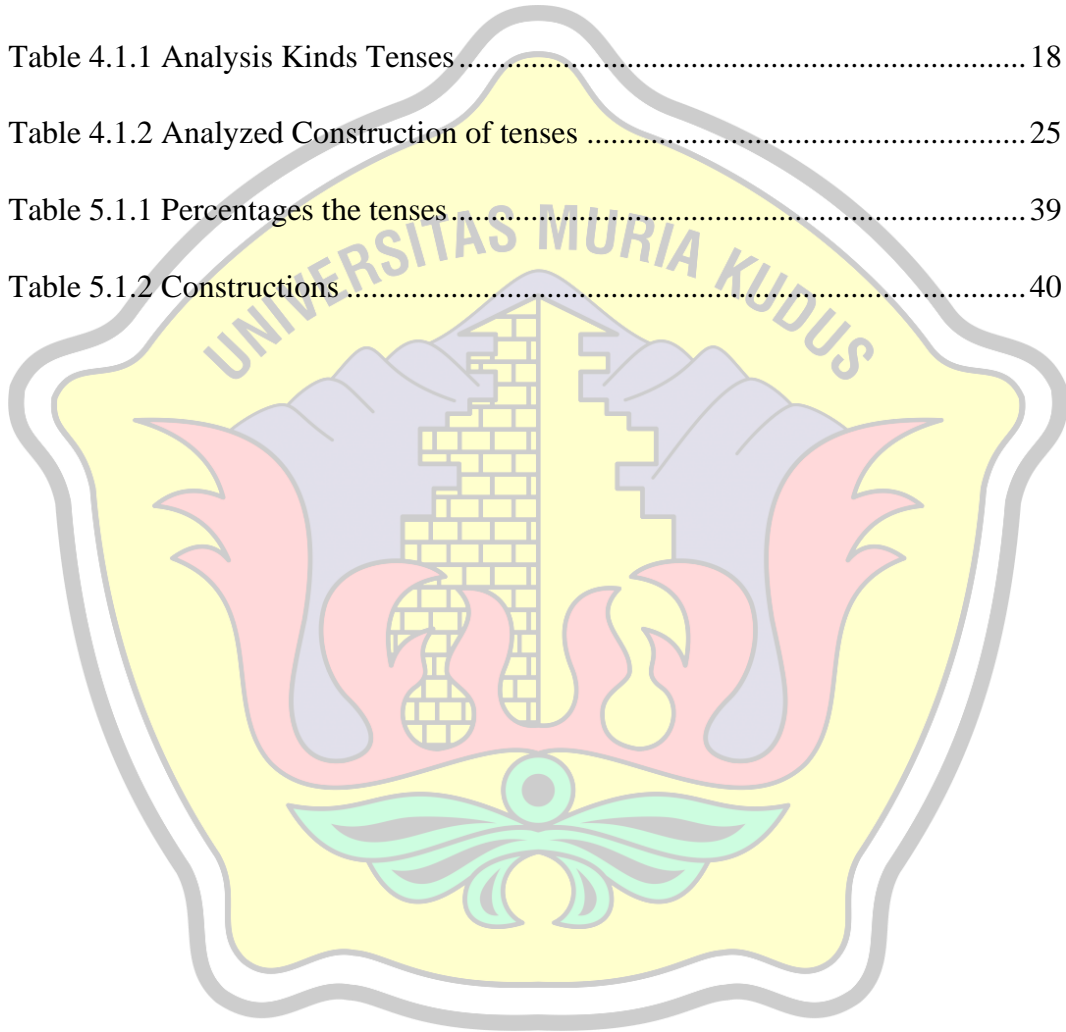 Table 4.1.1 Analysis Kinds Tenses.....................................................................18
Table 4.1.2 Analyzed Construction of tenses .....................................................25
Table 5.1.1 Percentages the tenses.....................................................................39
UNIVERSITAS MURIA KUDUS
Table 5.1.2 Constructions..................................................................................40